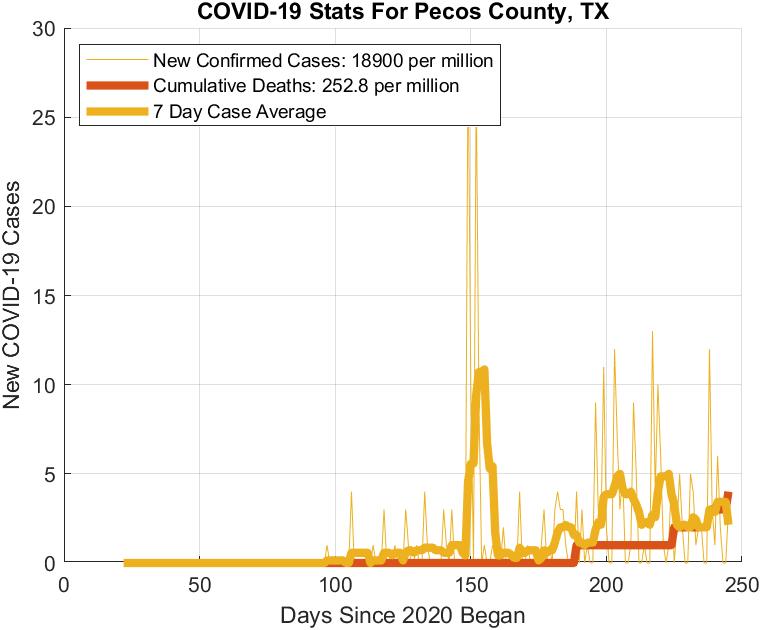 COVID-19 Stats For Pecos County, TX
30
New Confirmed Cases: 18900 per million
Cumulative Deaths: 252.8 per million
7 Day Case Average
25
20
15
10
5
0
New COVID-19 Cases
0 50 100 150 200 250
Days Since 2020 Began